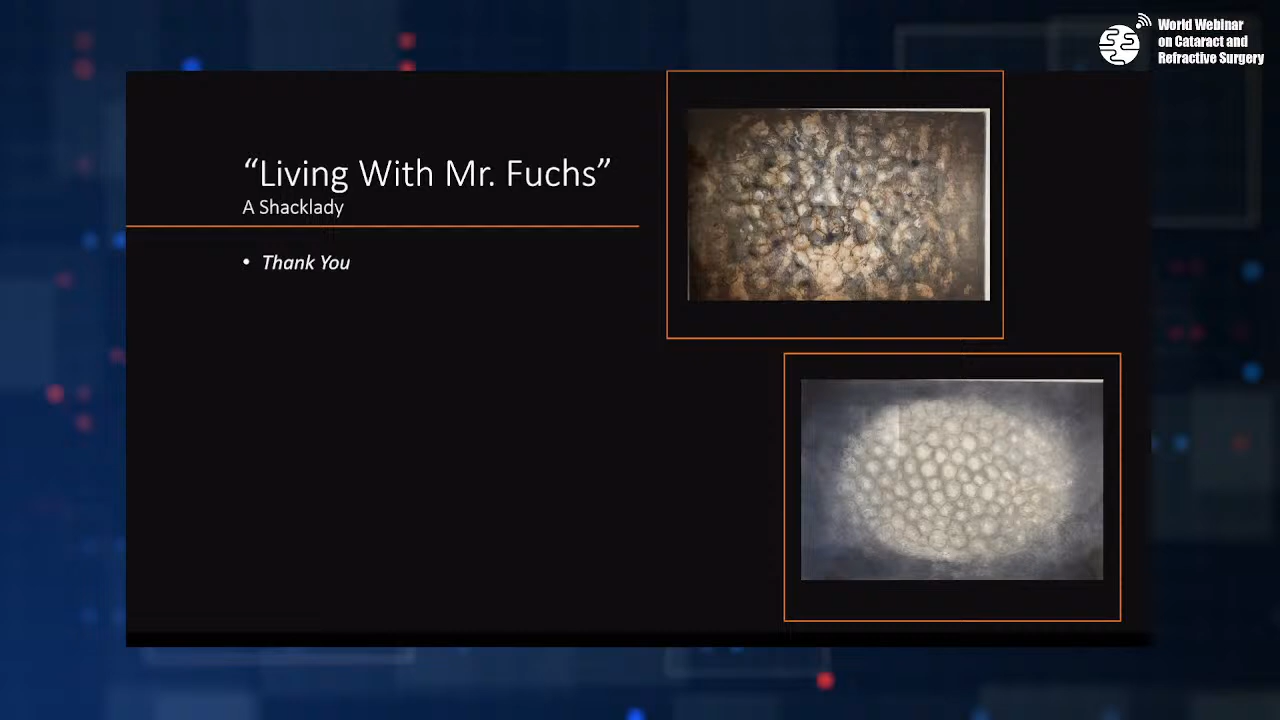 World Webinar
on Cataract and
Refractive Surgery
“Living With Mr. Fuchs”
A Shacklady
• Thank You